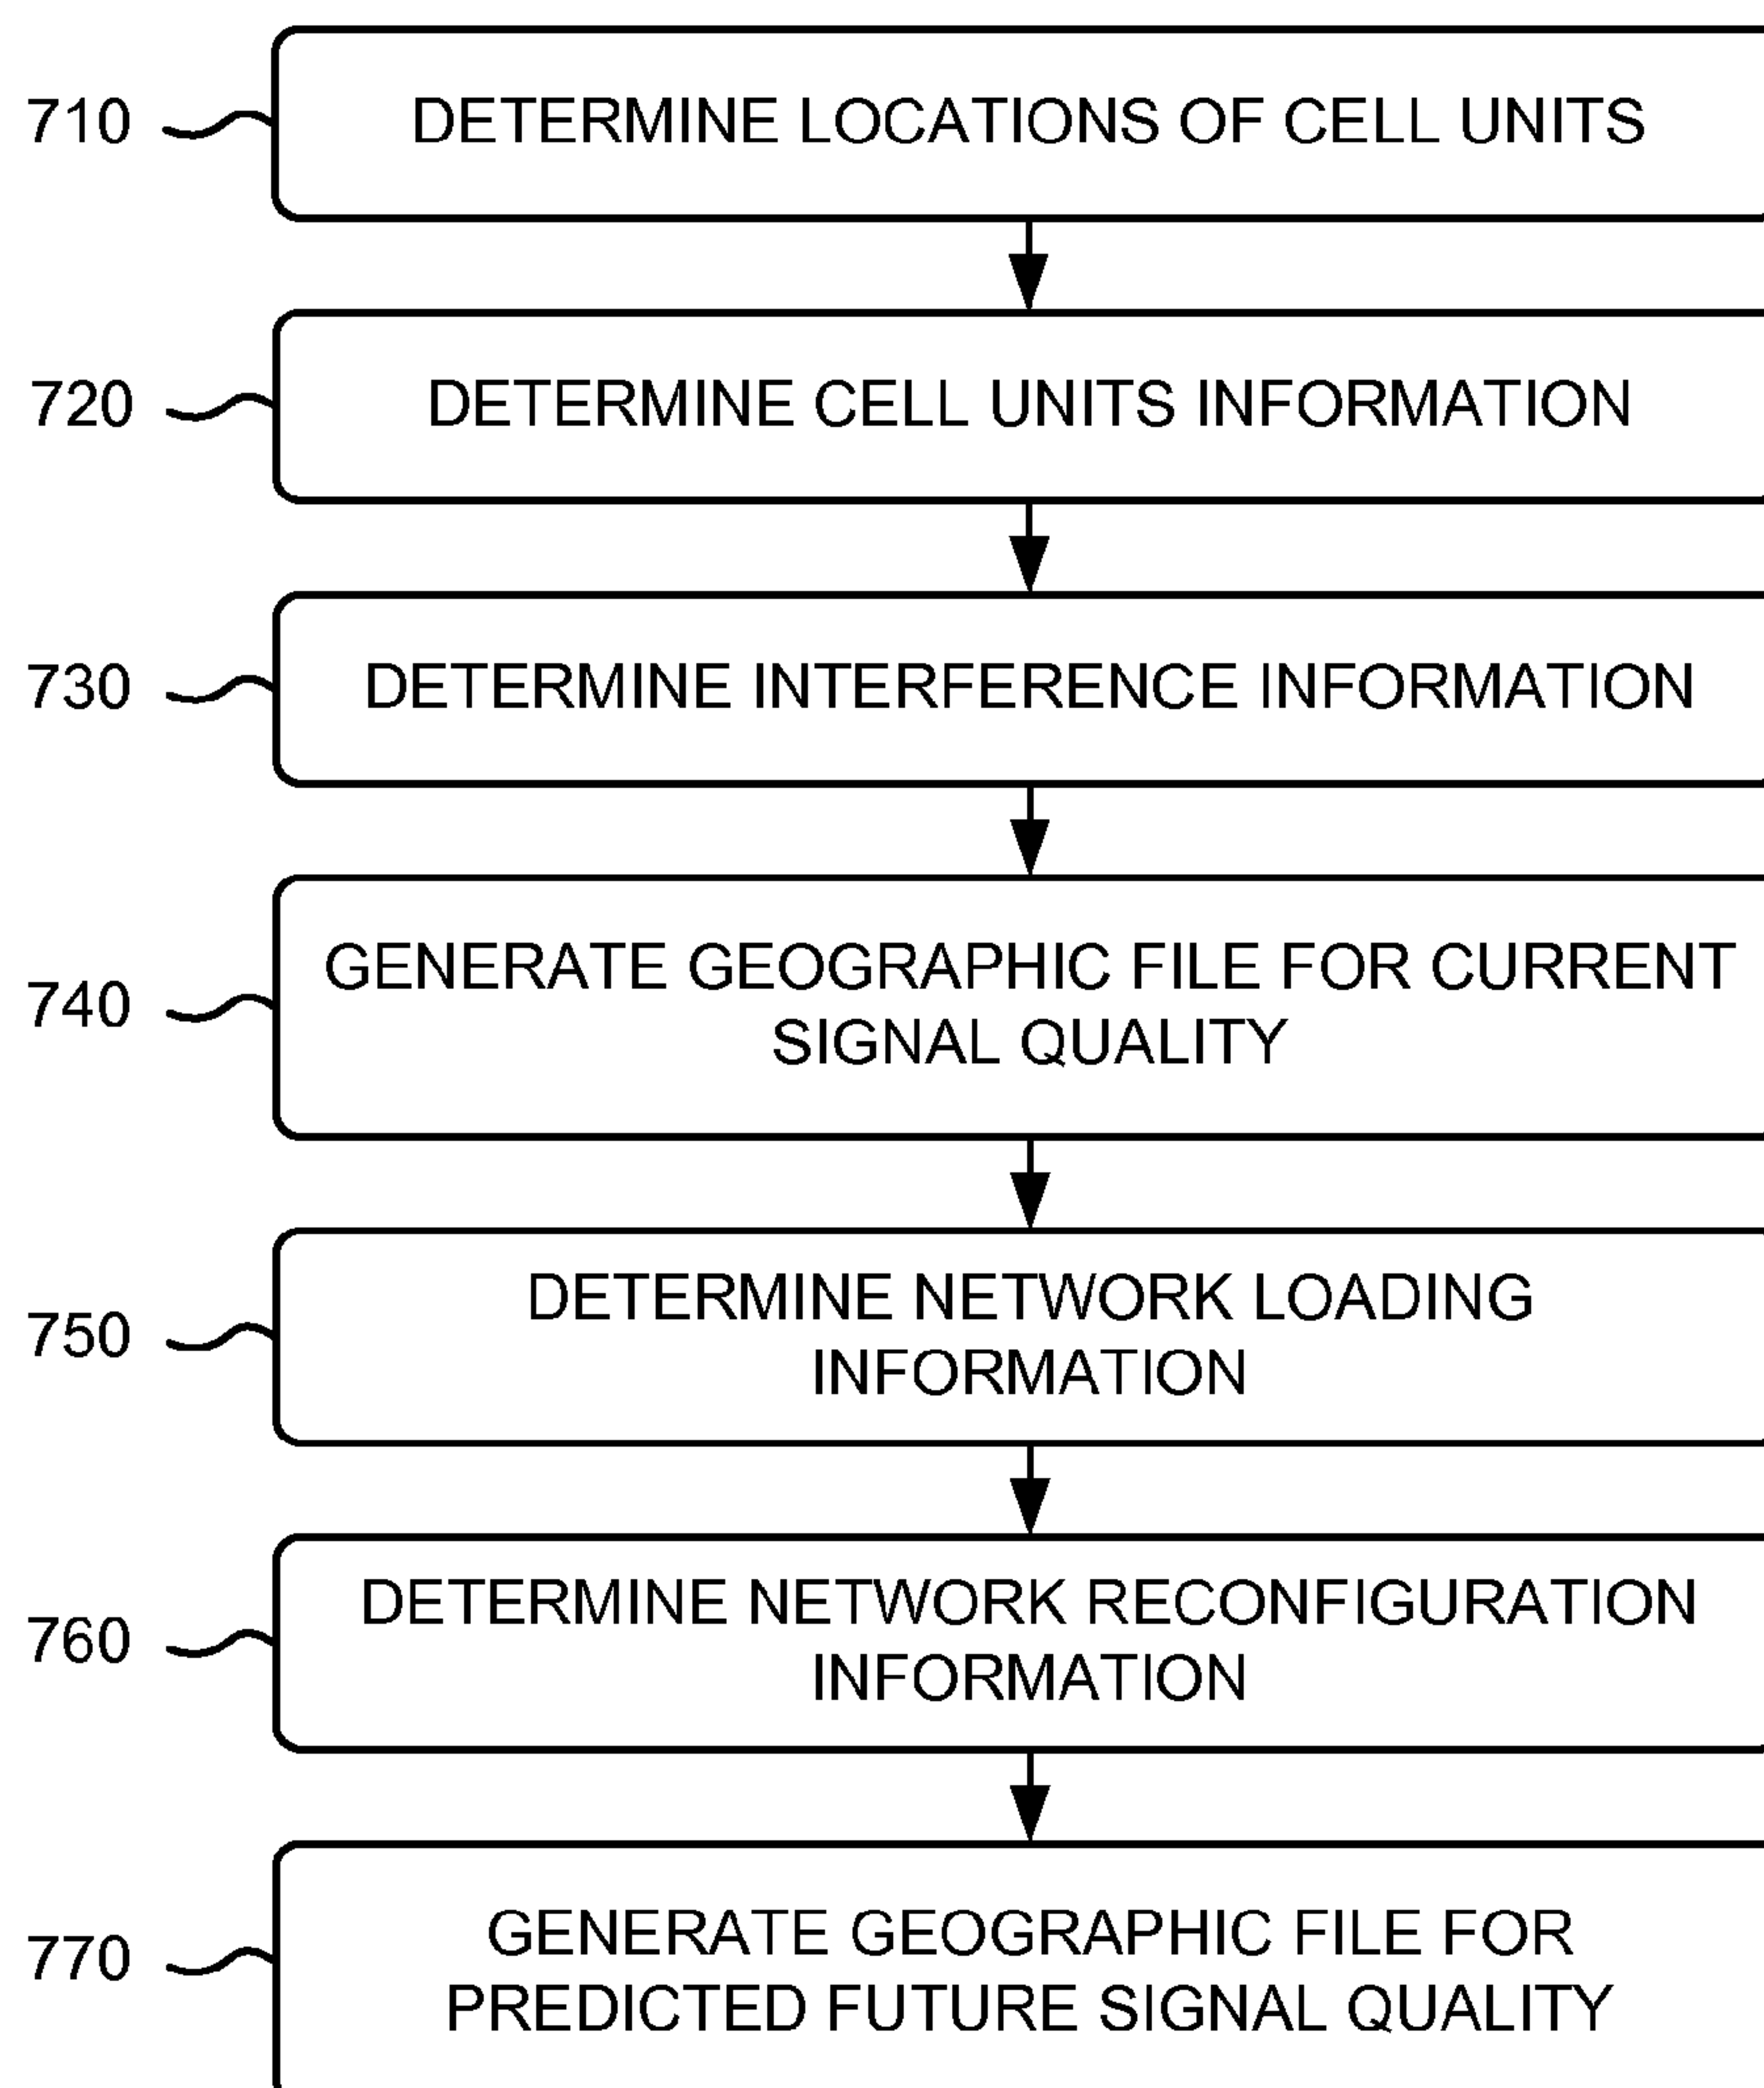 710
DETERMINE LOCATIONS OF CELL UNITS
720
DETERMINE CELL UNITS INFORMATION
730
DETERMINE INTERFERENCE INFORMATION
740
GENERATE GEOGRAPHIC FILE FOR CURRENT
SIGNAL QUALITY
750
DETERMINE NETWORK LOADING
INFORMATION
760
DETERMINE NETWORK RECONFIGURATION
INFORMATION
770
GENERATE GEOGRAPHIC FILE FOR
PREDICTED FUTURE SIGNAL QUALITY